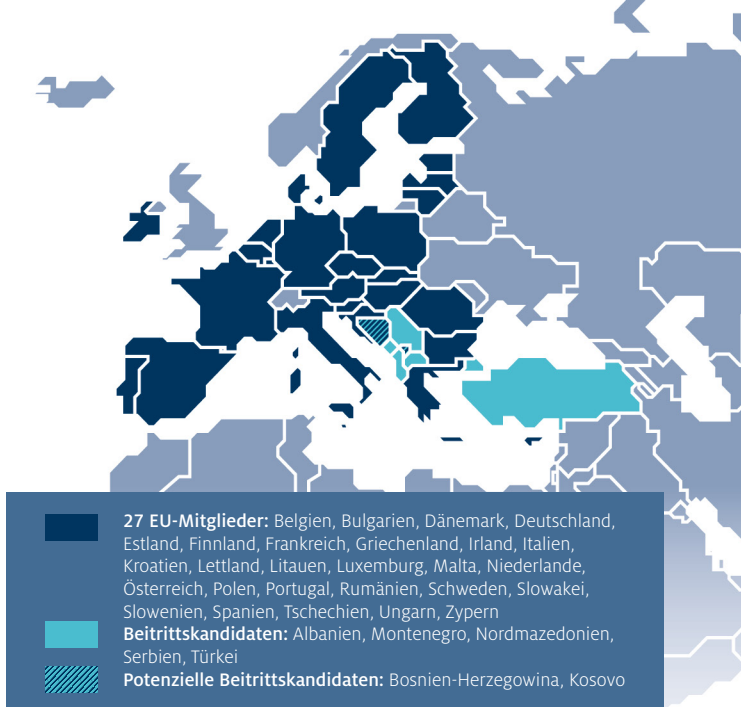 27 EU-Mitglieder: Belgien, Bulgarien, Dänemark, Deutschland,
Estland, Finnland, Frankreich, Griechenland, Irland, Italien,
Kroatien, Lettland, Litauen, Luxemburg, Malta, Niederlande,
Österreich, Polen, Portugal, Rumänien, Schweden, Slowakei,
Slowenien, Spanien, Tschechien, Ungarn, Zypern
Beitrittskandidaten: Albanien, Montenegro, Nordmazedonien,
Serbien, Türkei
Potenzielle Beitrittskandidaten: Bosnien-Herzegowina, Kosovo